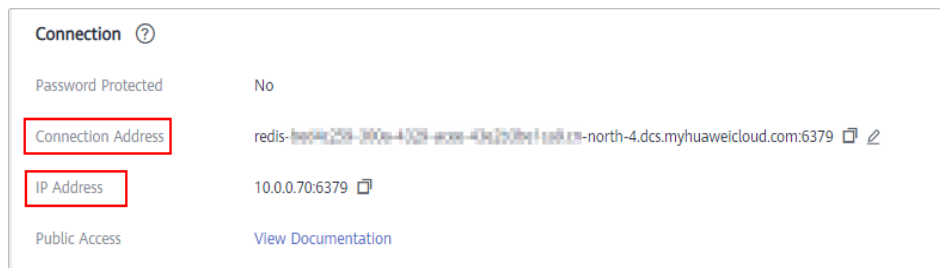 Connection ?
Password Protected No
Connection Address redis- -north-4.dcs.myhuaweicloud.com:6379
IP Address 10.0.0.70:6379
Public Access View Documentation